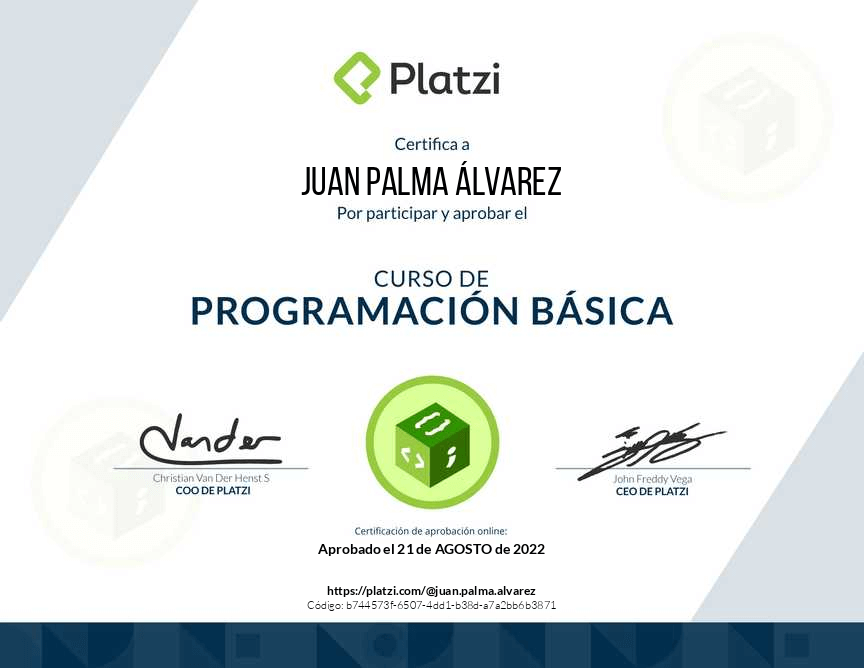 Platzi
Certifica a
JUAN PALMA ÁLVAREZ
Por participar y aprobar el
CURSO DE
PROGRAMACIÓN BÁSICA
Vander
Christian Van Der Henst S
COO DE PLATZI
John Freddy Vega
CEO DE PLATZI
Certificación de aprobación online:
Aprobado el 21 de AGOSTO de 2022
https://platzi.com/@juan.palma.alvarez
Código: b744573f-6507-4dd1-b38d-a7a2bb6b3871